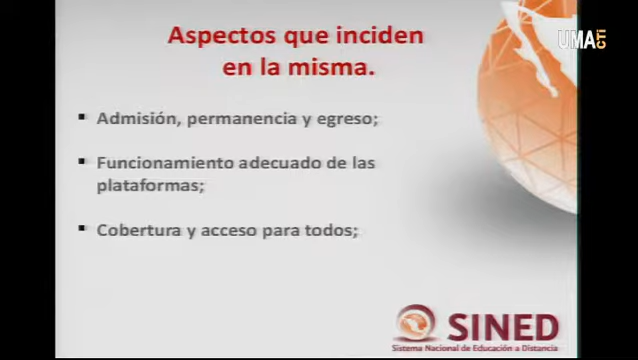 Aspectos que inciden
en la misma.
UMA CTI
▪ Admisión, permanencia y egreso;
▪ Funcionamiento adecuado de las
plataformas;
▪ Cobertura y acceso para todos;
SINED
Sistema Nacional de Educación a Distancia